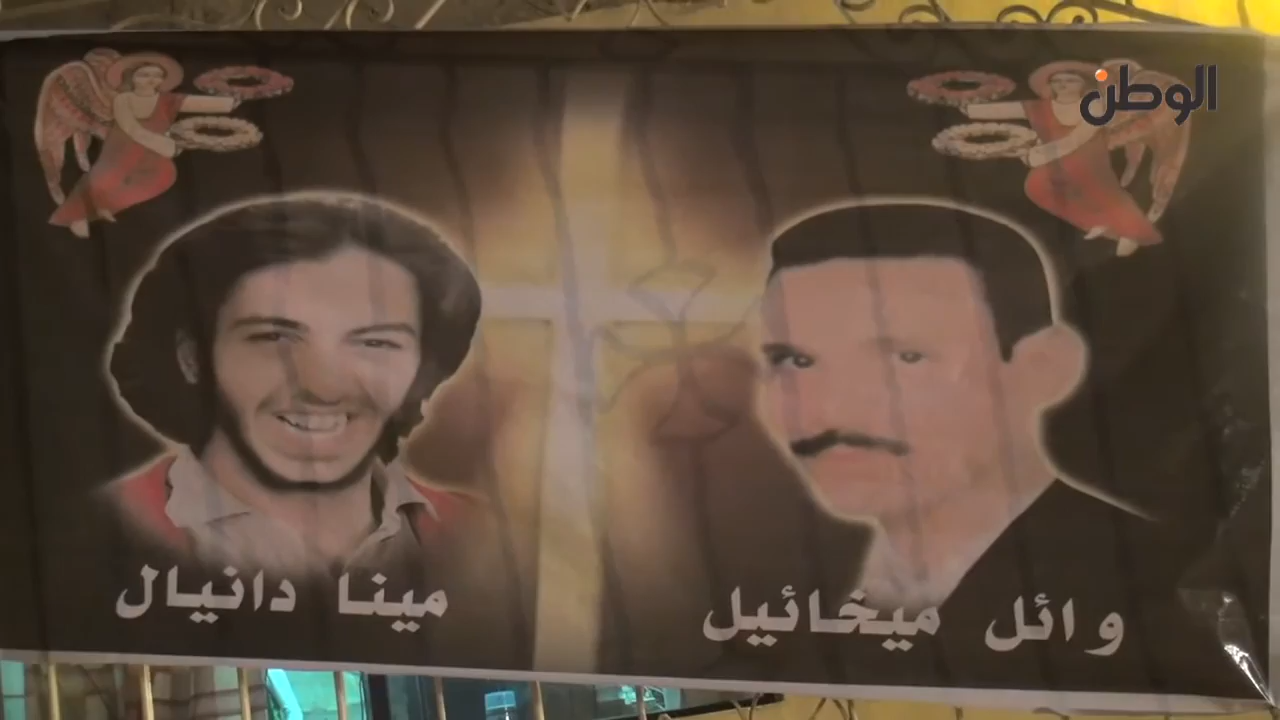 الوطن
وائل ميخائيل
مينا دانيال